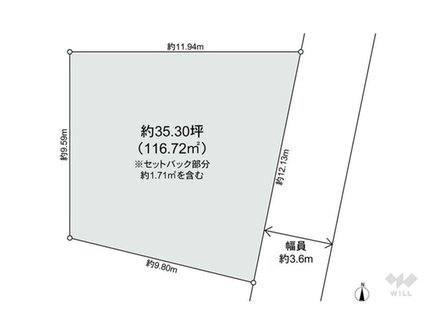 約11.94m
約9.59m
約35.30坪
（116.72㎡）
※セットバック部分
約1.71㎡を含む
約12.13m
約9.80m
幅員
約3.6m
N
WILL